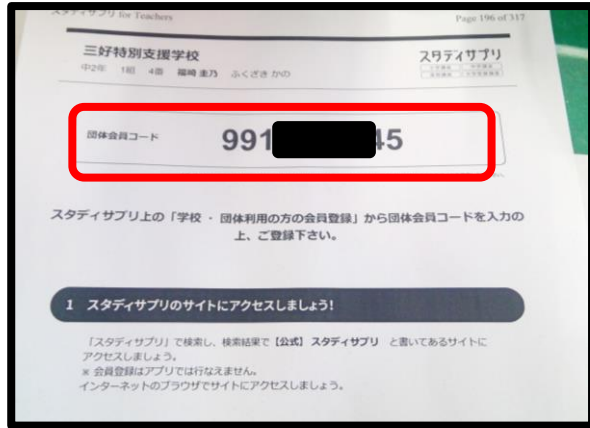 スタディサプリ for Teachers Page 196 of 317
三好特別支援学校
スタディサプリ
中2年 1組 4番 福崎 圭乃 ふくざき かの
団体会員コード 991 45
スタディサプリ上の「学校・団体利用の方の会員登録」から団体会員コードを入力の
上、ご登録下さい。
1 スタディサプリのサイトにアクセスしましょう!
「スタディサプリ」で検索し、検索結果で【公式】スタディサプリ と書いてあるサイトに
アクセスしましょう。
※ 会員登録はアプリでは行なえません。
インターネットのブラウザでサイトにアクセスしましょう。